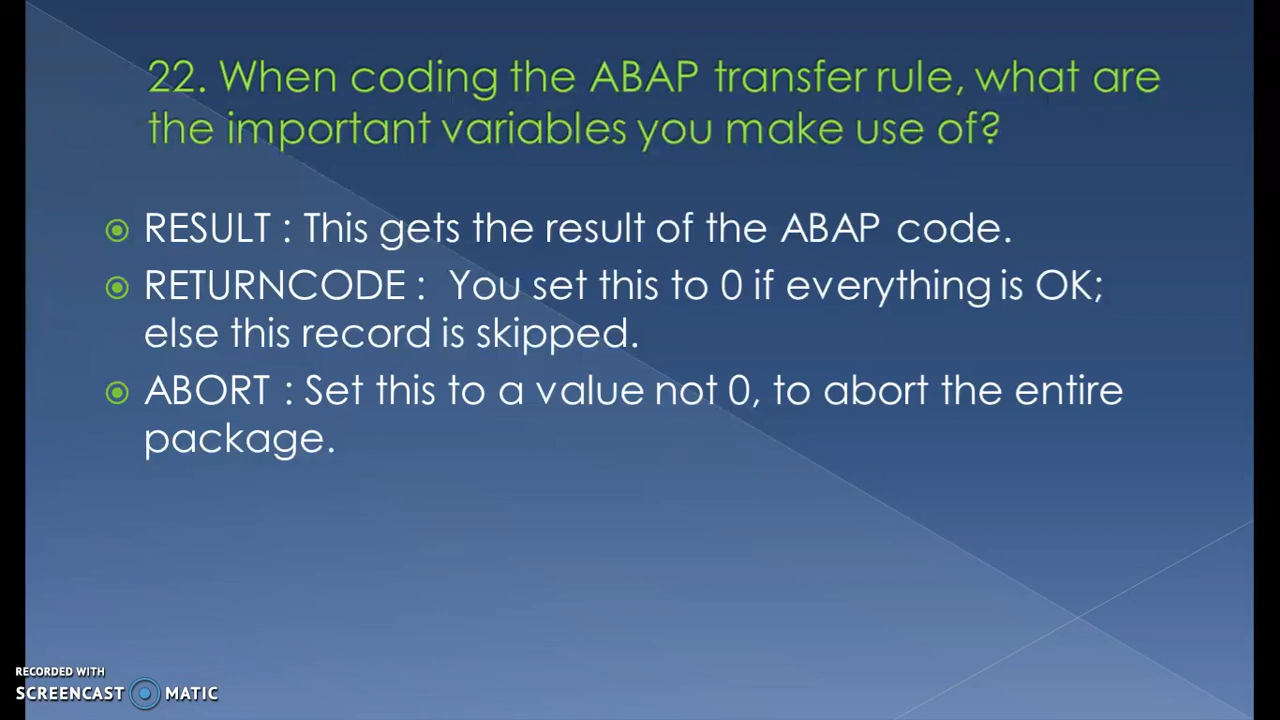 22. When coding the ABAP transfer rule, what are
the important variables you make use of?
RESULT : This gets the result of the ABAP code.
RETURNCODE : You set this to 0 if everything is OK;
else this record is skipped.
ABORT : Set this to a value not 0, to abort the entire
package.
RECORDED WITH
SCREENCAST MATIC